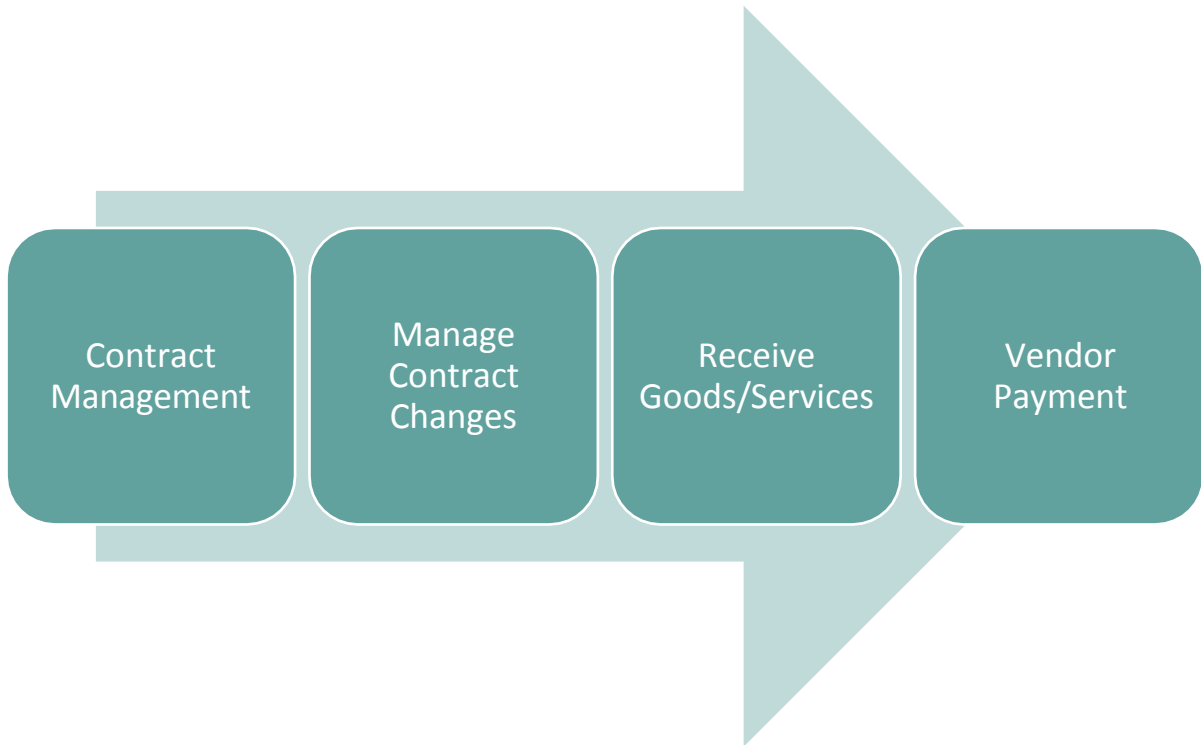 Contract
Management
Manage
Contract
Changes
Receive
Goods/Services
Vendor
Payment